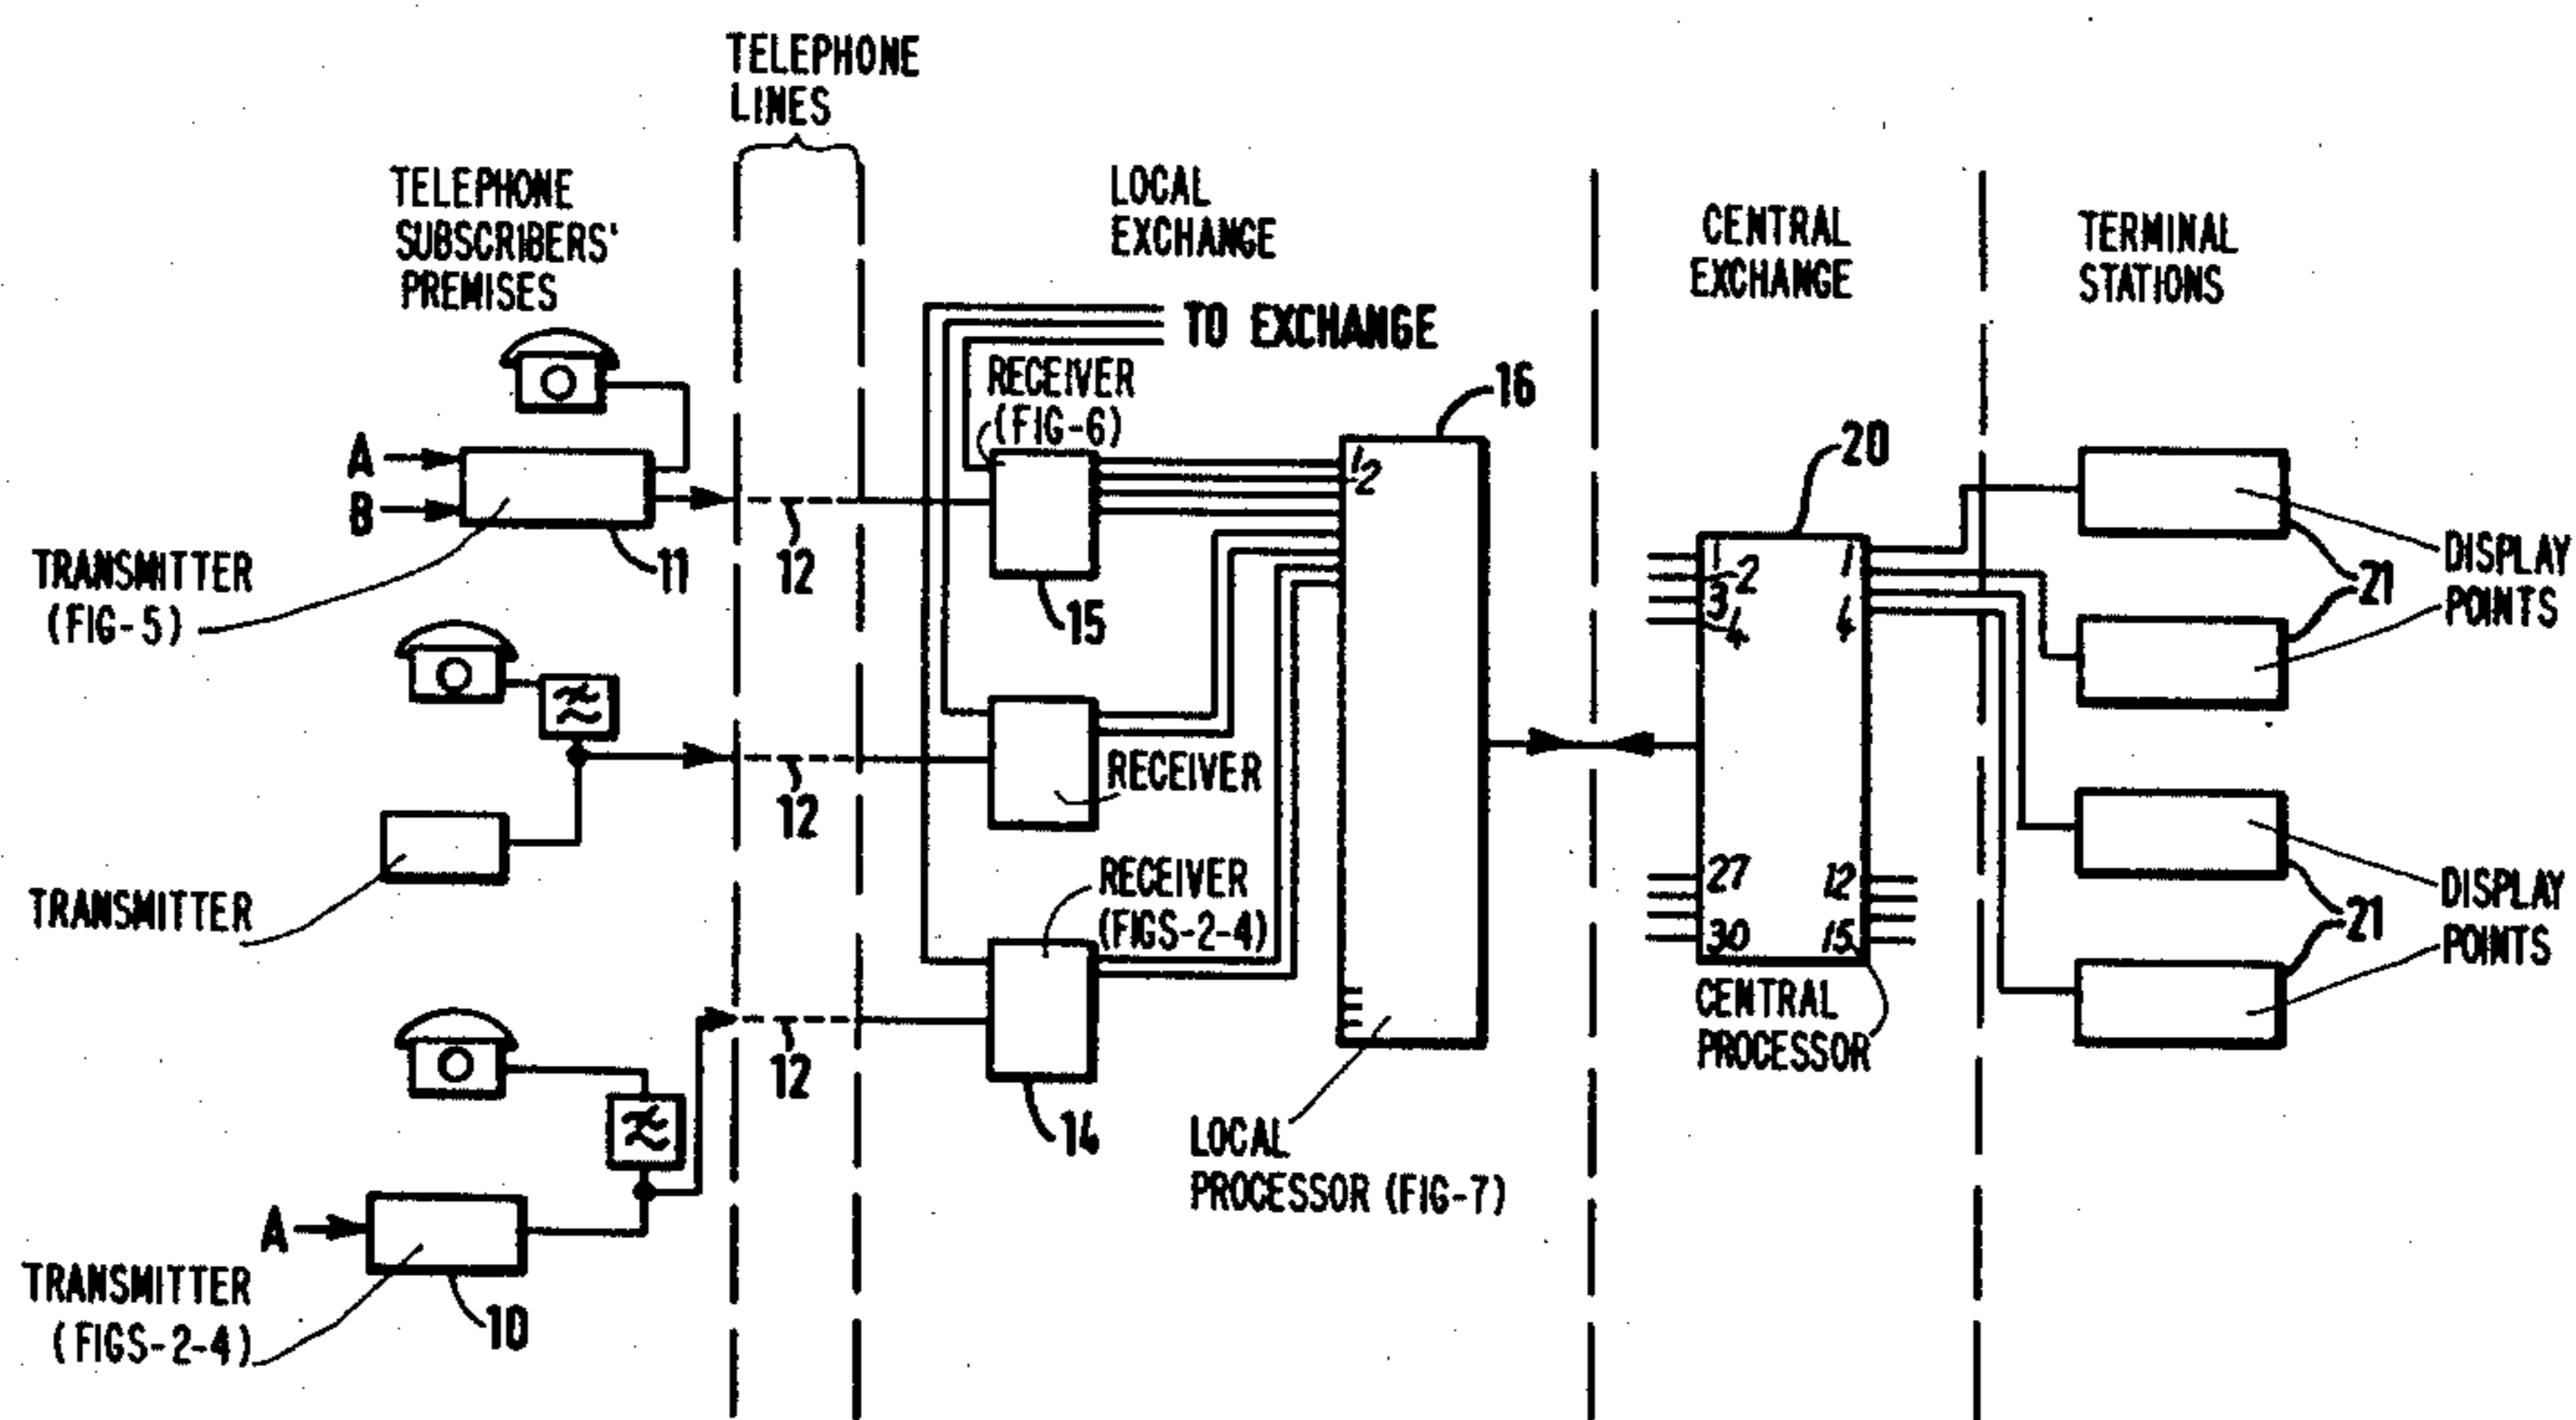 TELEPHONE
LINES
TELEPHONE
SUBSCRIBERS'
PREMISES
LOCAL
EXCHANGE
CENTRAL
EXCHANGE
TERMINAL
STATIONS
TO EXCHANGE
RECEIVER
(FIG-6)
16
A
B
1
2
20
TRANSMITTER
(FIG-5)
11
12
15
1
2
3
4
1
4
21
DISPLAY
POINTS
12
RECEIVER
TRANSMITTER
RECEIVER
(FIGS-2-4)
27
30
12
15
21
DISPLAY
POINTS
12
14
CENTRAL
PROCESSOR
LOCAL
PROCESSOR (FIG-7)
A
TRANSMITTER
(FIGS-2-4)
10